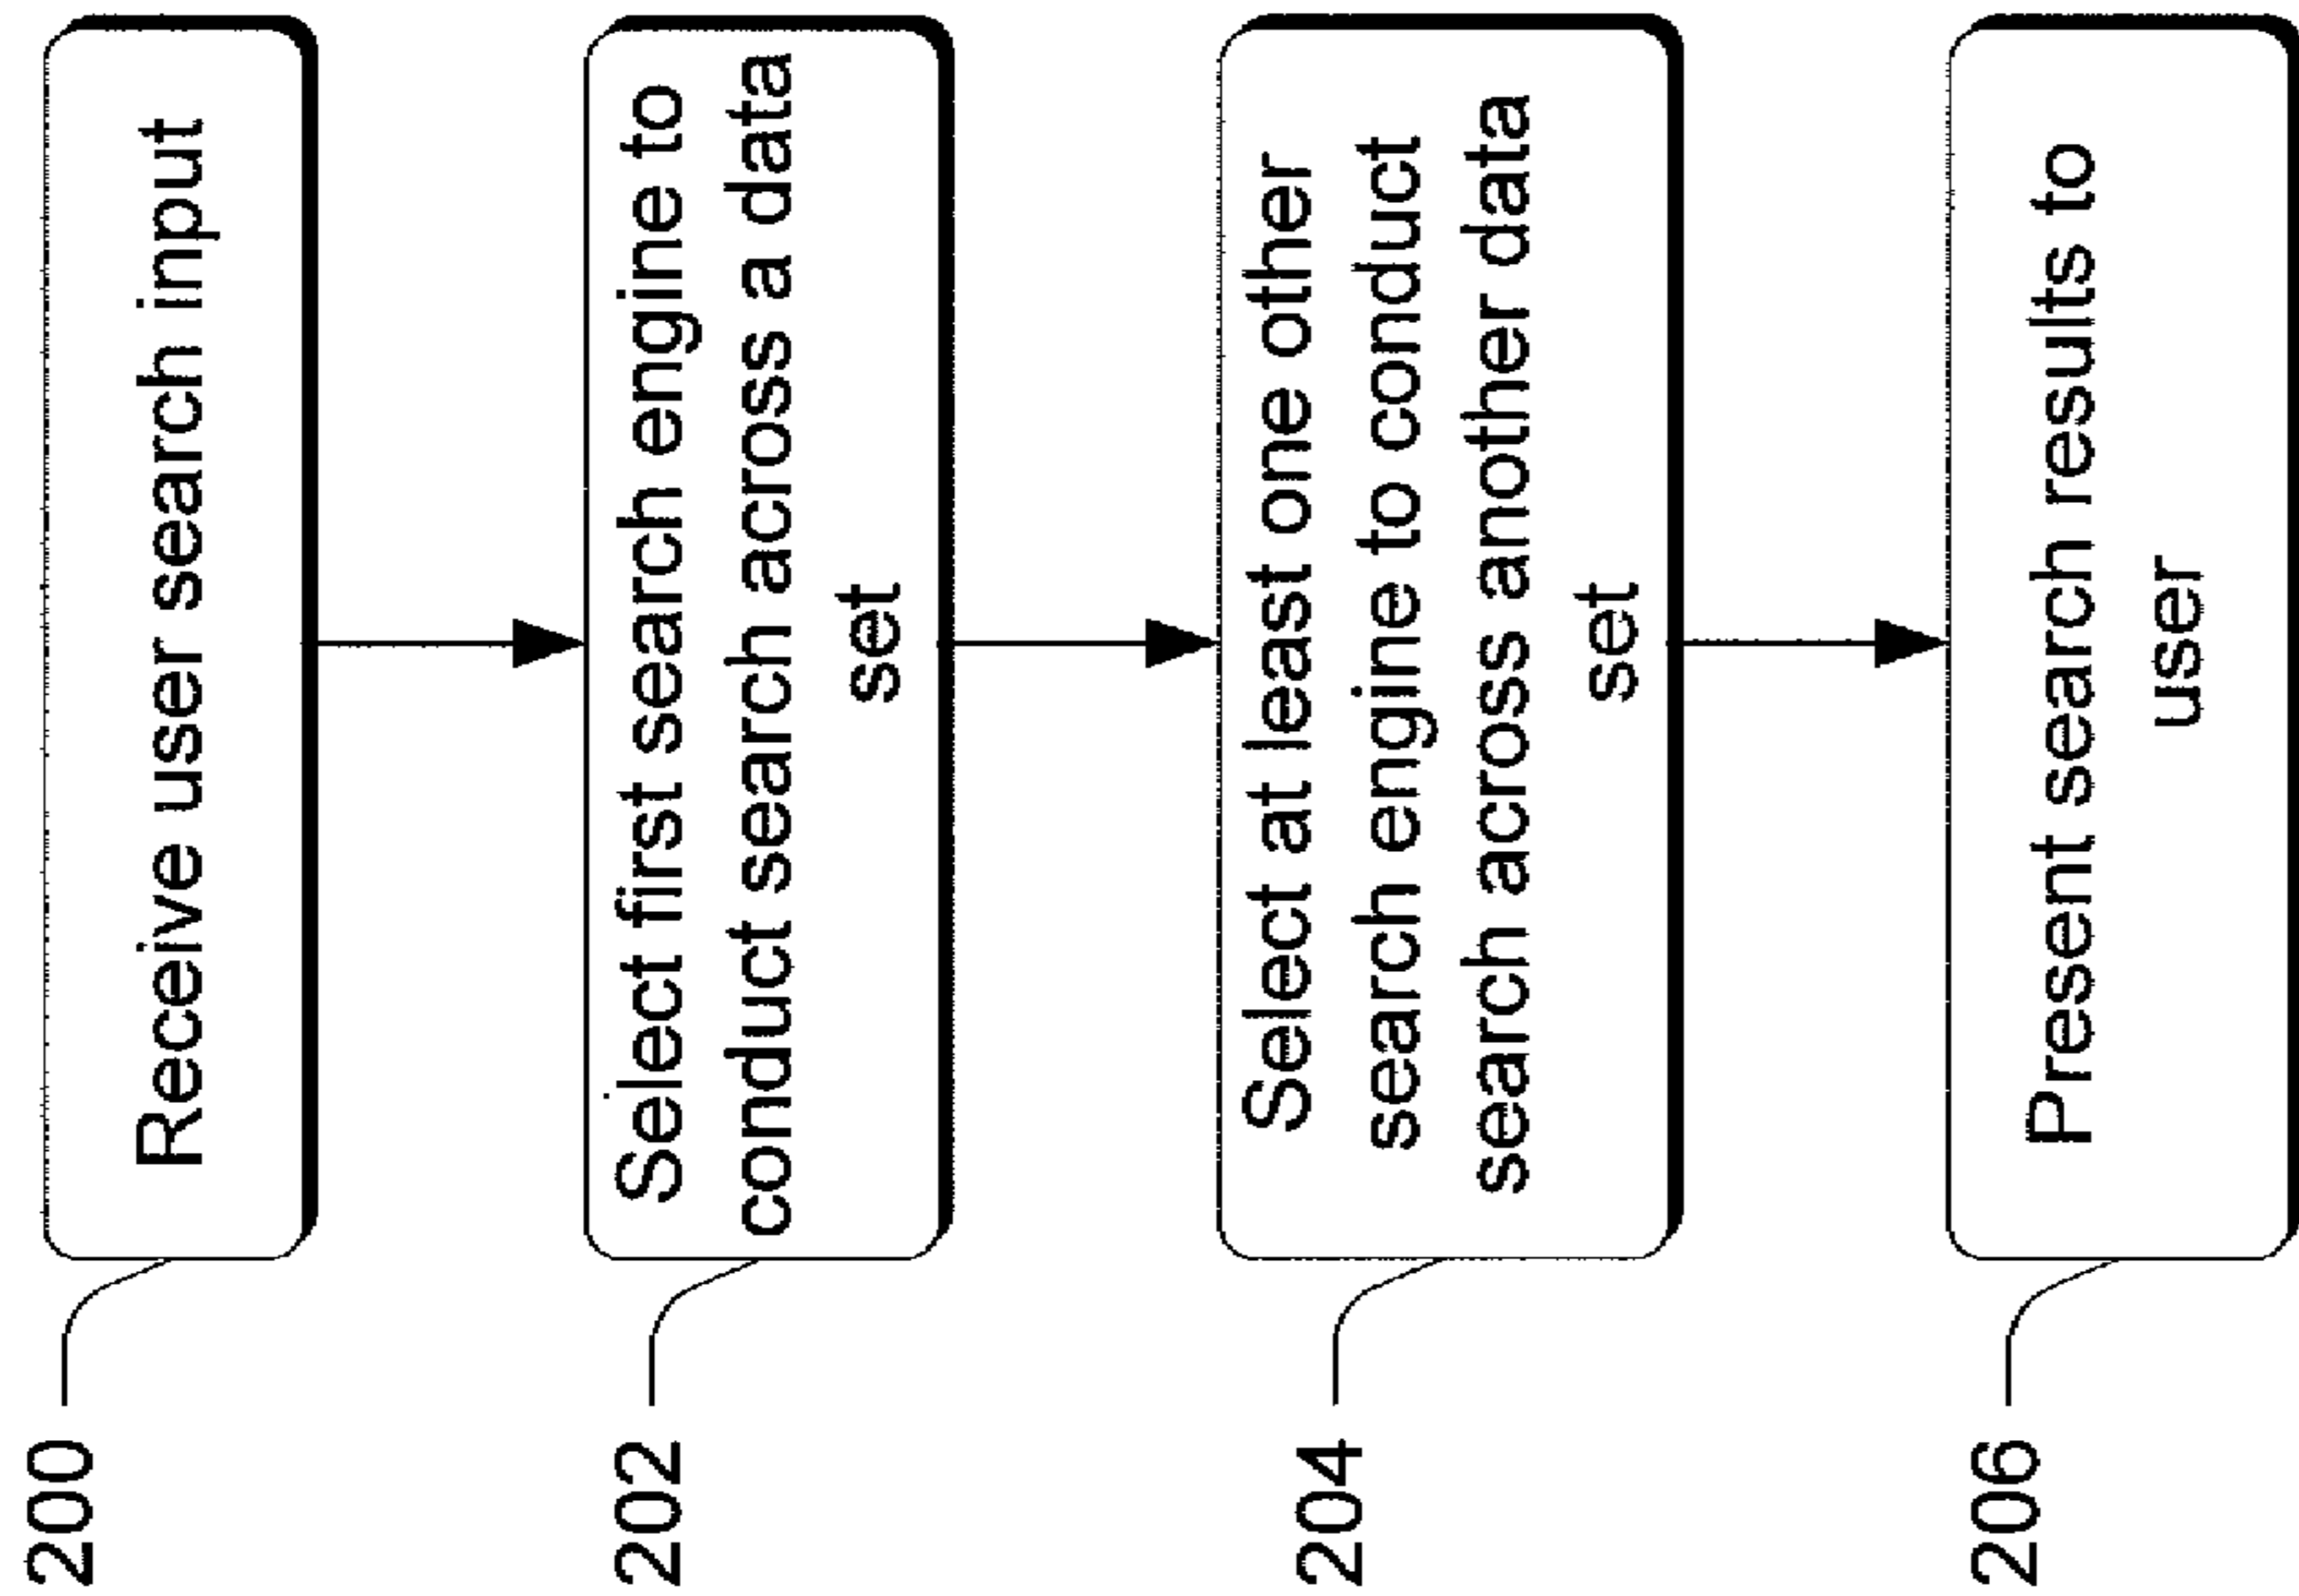 200
Receive user search input
202
Select first search engine to
conduct search across a data
set
204
Select at least one other
search engine to conduct
search across another data
set
206
Present search results to
user